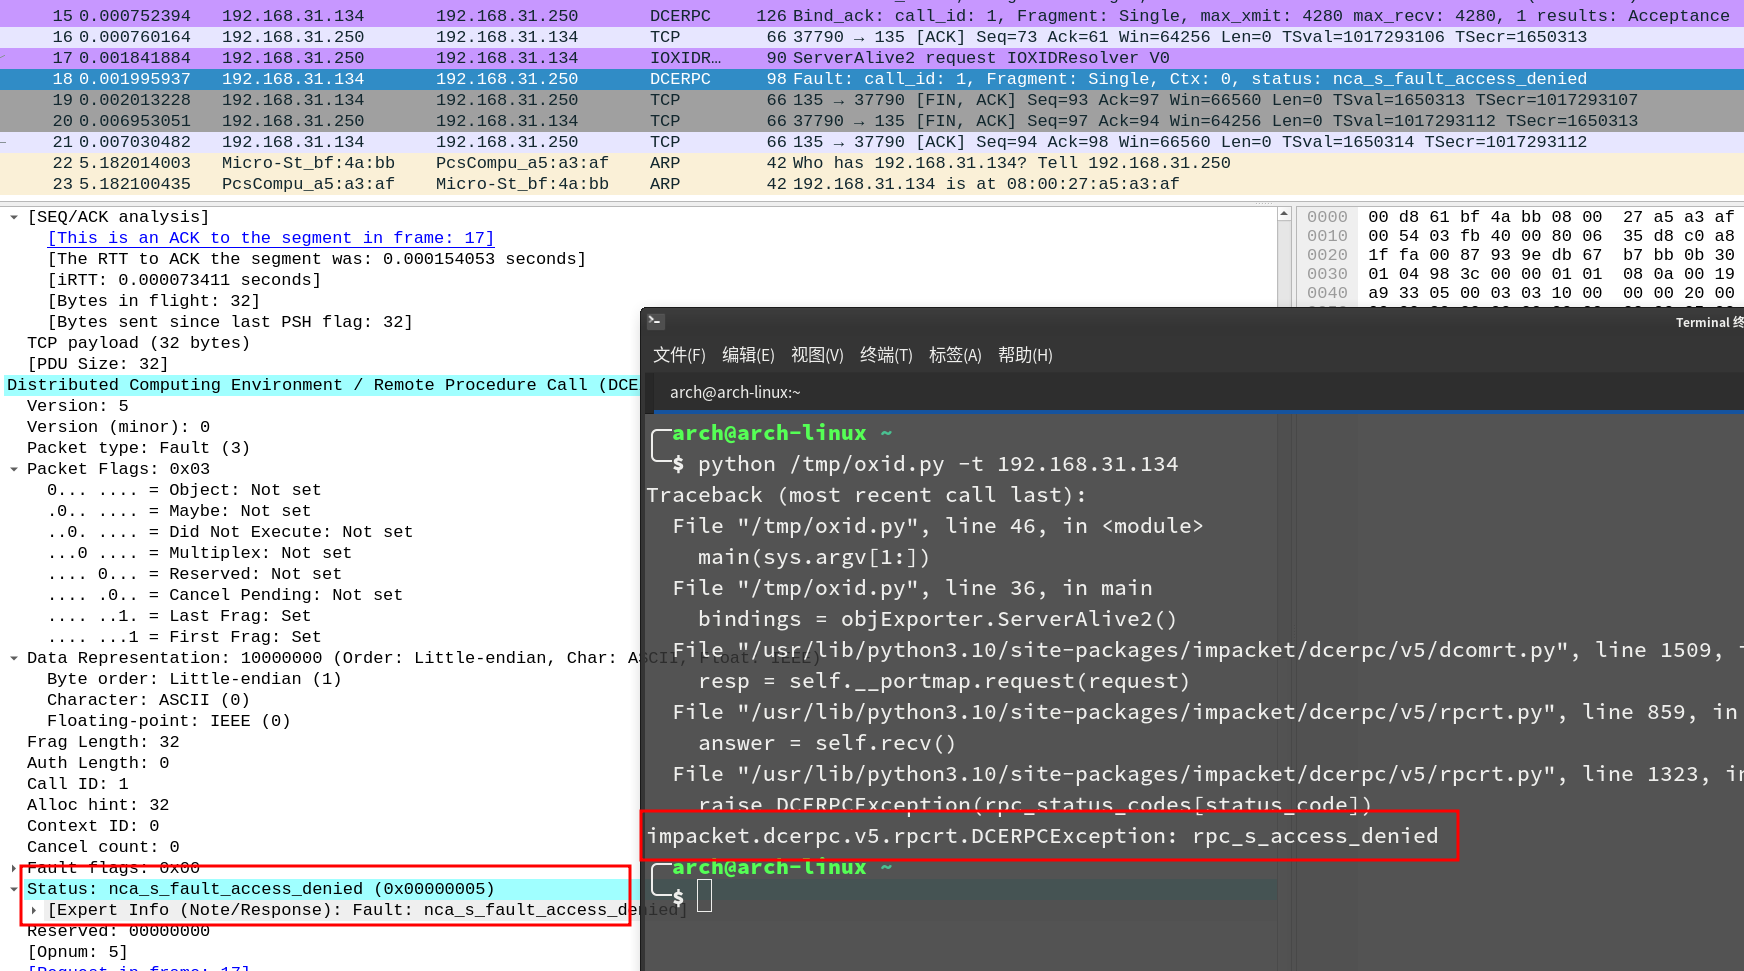 15 0.000752394 192.168.31.134 192.168.31.250 DCERPC 126 Bind_ack: call_id: 1, Fragment: Single, max_xmit: 4280 max_recv: 4280, 1 results: Acceptance
16 0.000760164 192.168.31.250 192.168.31.134 TCP 66 37790 → 135 [ACK] Seq=73 Ack=61 Win=64256 Len=0 TSval=1017293106 TSecr=1650313
17 0.001841884 192.168.31.250 192.168.31.134 IOXIDR… 90 ServerAlive2 request IOXIDResolver V0
18 0.001995937 192.168.31.134 192.168.31.250 DCERPC 98 Fault: call_id: 1, Fragment: Single, Ctx: 0, status: nca_s_fault_access_denied
19 0.002013228 192.168.31.134 192.168.31.250 TCP 66 135 → 37790 [FIN, ACK] Seq=93 Ack=97 Win=66560 Len=0 TSval=1650313 TSecr=1017293107
20 0.006953051 192.168.31.250 192.168.31.134 TCP 66 37790 → 135 [FIN, ACK] Seq=97 Ack=94 Win=64256 Len=0 TSval=1017293112 TSecr=1650313
21 0.007030482 192.168.31.134 192.168.31.250 TCP 66 135 → 37790 [ACK] Seq=94 Ack=98 Win=66560 Len=0 TSval=1650314 TSecr=1017293112
22 5.182014003 Micro-St_bf:4a:bb PcsCompu_a5:a3:af ARP 42 Who has 192.168.31.134? Tell 192.168.31.250
23 5.182100435 PcsCompu_a5:a3:af Micro-St_bf:4a:bb ARP 42 192.168.31.134 is at 08:00:27:a5:a3:af
[SEQ/ACK analysis]
[This is an ACK to the segment in frame: 17]
[The RTT to ACK the segment was: 0.000154053 seconds]
[iRTT: 0.000073411 seconds]
[Bytes in flight: 32]
[Bytes sent since last PSH flag: 32]
TCP payload (32 bytes)
[PDU Size: 32]
Distributed Computing Environment / Remote Procedure Call (DCE
Version: 5
Version (minor): 0
Packet type: Fault (3)
Packet Flags: 0x03
0... .... = Object: Not set
.0.. .... = Maybe: Not set
..0. .... = Did Not Execute: Not set
...0 .... = Multiplex: Not set
.... 0... = Reserved: Not set
.... .0.. = Cancel Pending: Not set
.... ..1. = Last Frag: Set
.... ...1 = First Frag: Set
Data Representation: 10000000 (Order: Little-endian, Char: ASCII, Float: IEEE)
Byte order: Little-endian (1)
Character: ASCII (0)
Floating-point: IEEE (0)
Frag Length: 32
Auth Length: 0
Call ID: 1
Alloc hint: 32
Context ID: 0
Cancel count: 0
Fault flags: 0x00
Status: nca_s_fault_access_denied (0x00000005)
[Expert Info (Note/Response): Fault: nca_s_fault_access_denied]
Reserved: 00000000
[Opnum: 5]
[Request in frame: 17]
0000 00 d8 61 bf 4a bb 08 00 27 a5 a3 af
0010 00 54 03 fb 40 00 80 06 35 d8 c0 a8
0020 1f fa 00 87 93 9e db 67 b7 bb 0b 30
0030 01 04 98 3c 00 00 01 01 08 0a 00 19
0040 a9 33 05 00 03 03 10 00 00 00 20 00
Terminal 终
文件(F) 编辑(E) 视图(V) 终端(T) 标签(A) 帮助(H)
arch@arch-linux:~
arch@arch-linux ~
$ python /tmp/oxid.py -t 192.168.31.134
Traceback (most recent call last):
File "/tmp/oxid.py", line 46, in <module>
main(sys.argv[1:])
File "/tmp/oxid.py", line 36, in main
bindings = objExporter.ServerAlive2()
File "/usr/lib/python3.10/site-packages/impacket/dcerpc/v5/dcomrt.py", line 1509,
resp = self.__portmap.request(request)
File "/usr/lib/python3.10/site-packages/impacket/dcerpc/v5/rpcrt.py", line 859, in
answer = self.recv()
File "/usr/lib/python3.10/site-packages/impacket/dcerpc/v5/rpcrt.py", line 1323, in
raise DCERPCException(rpc_status_codes[status_code])
impacket.dcerpc.v5.rpcrt.DCERPCException: rpc_s_access_denied
arch@arch-linux ~
$